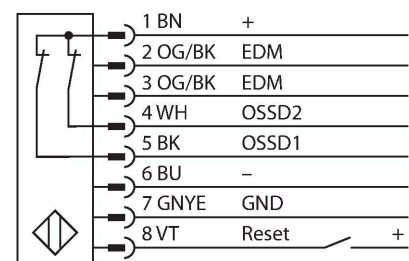 1 BN +
2 OG/BK EDM
3 OG/BK EDM
4 WH OSSD2
5 BK OSSD1
6 BU –
7 GNYE GND
8 VT Reset +